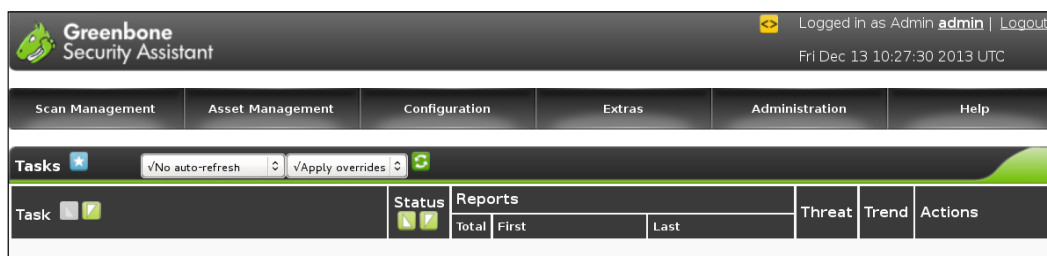 Greenbone
Security Assistant
<> Logged in as Admin admin | Logout
Fri Dec 13 10:27:30 2013 UTC
Scan Management Asset Management Configuration Extras Administration Help
Tasks √No auto-refresh √Apply overrides
Task Status Reports Threat Trend Actions
Total First Last